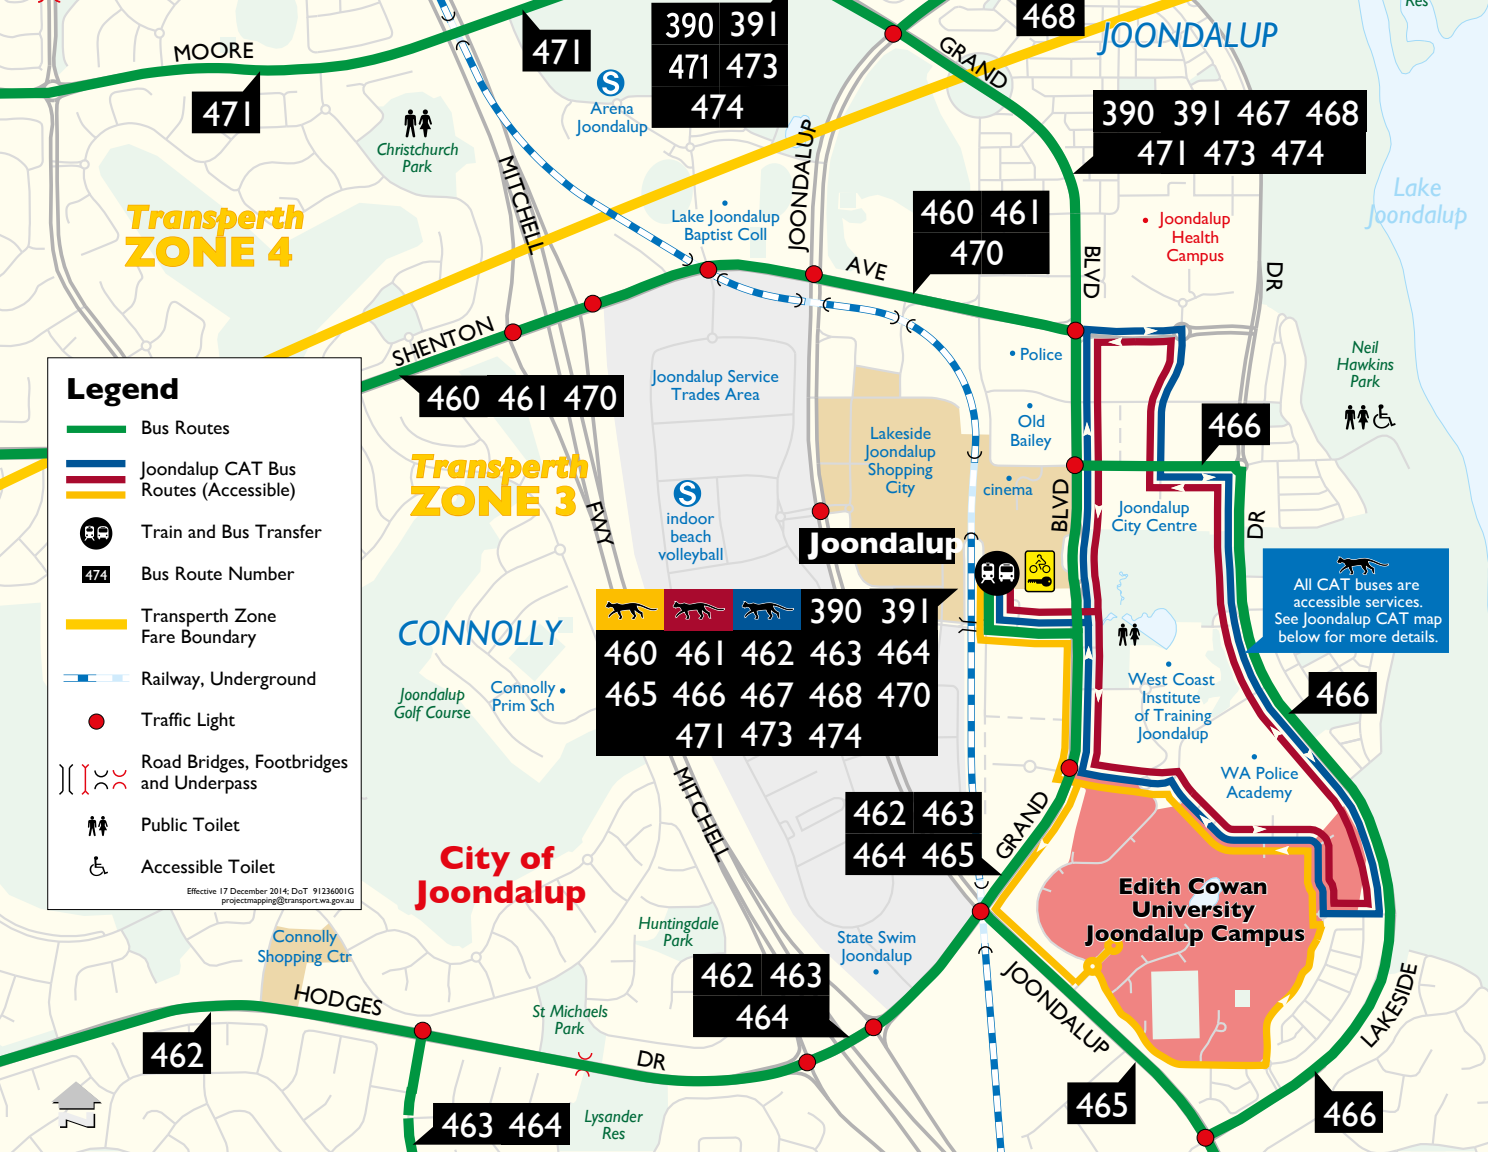 Res
468
JOONDALUP
390 391
471 473
474
471
MOORE
471
GRAND
Arena
Joondalup
S
390 391 467 468
471 473 474
Christchurch
Park
MITCHELL
JOONDALUP
Lake
Joondalup
Transperth
ZONE 4
Lake Joondalup
Baptist Coll
460 461
470
Joondalup
Health
Campus
AVE
BLVD
DR
SHENTON
460 461 470
Police
Neil
Hawkins
Park
Joondalup Service
Trades Area
Old
Bailey
466
Lakeside
Joondalup
Shopping
City
cinema
Transperth
ZONE 3
S
indoor
beach
volleyball
FWY
BLVD
Joondalup
City Centre
DR
Joondalup
All CAT buses are
accessible services.
See Joondalup CAT map
below for more details.
390 391
460 461 462 463 464
465 466 467 468 470
471 473 474
CONNOLLY
Joondalup
Golf Course
Connolly
Prim Sch
West Coast
Institute
of Training
Joondalup
466
WA Police
Academy
MITCHELL
GRAND
462 463
464 465
Legend
Bus Routes
Joondalup CAT Bus
Routes (Accessible)
Train and Bus Transfer
474
Bus Route Number
Transperth Zone
Fare Boundary
Railway, Underground
Traffic Light
Road Bridges, Footbridges
and Underpass
Public Toilet
Accessible Toilet
Effective 17 December 2014; DoT 91236001G
projectmapping@transport.wa.gov.au
City of
Joondalup
Edith Cowan
University
Joondalup Campus
Connolly
Shopping Ctr
Huntingdale
Park
State Swim
Joondalup
462 463
464
HODGES
St Michaels
Park
DR
JOONDALUP
LAKESIDE
462
463 464
Lysander
Res
465
466
N